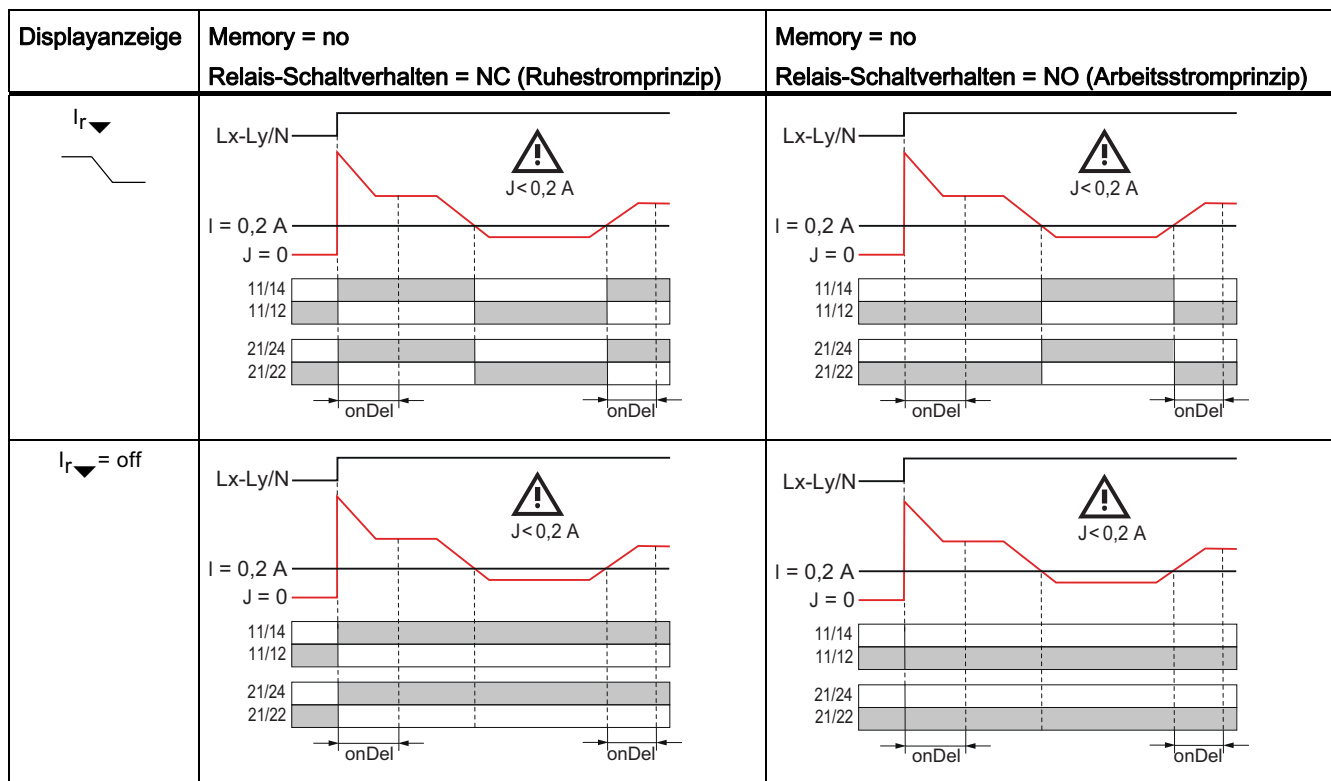 Displayanzeige
Memory = no
Relais-Schaltverhalten = NC (Ruhestromprinzip)
Memory = no
Relais-Schaltverhalten = NO (Arbeitsstromprinzip)
Ir▼
Lx-Ly/N
J<0,2 A
I = 0,2 A
J = 0
11/14
11/12
21/24
21/22
onDel
onDel
Lx-Ly/N
J<0,2 A
I = 0,2 A
J = 0
11/14
11/12
21/24
21/22
onDel
onDel
Ir▼= off
Lx-Ly/N
J<0,2 A
I = 0,2 A
J = 0
11/14
11/12
21/24
21/22
onDel
onDel
Lx-Ly/N
J<0,2 A
I = 0,2 A
J = 0
11/14
11/12
21/24
21/22
onDel
onDel